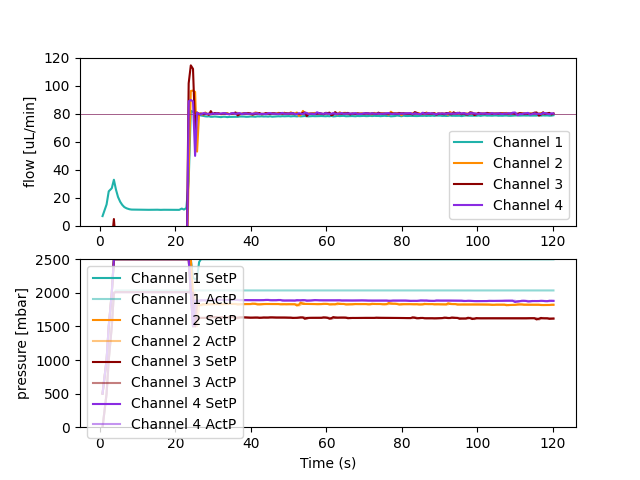 120
100
80
60
40
20
0
flow [uL/min]
Channel 1
Channel 2
Channel 3
Channel 4
0
20
40
60
80
100
120
2500
2000
1500
1000
500
0
pressure [mbar]
Channel 1 SetP
Channel 1 ActP
Channel 2 SetP
Channel 2 ActP
Channel 3 SetP
Channel 3 ActP
Channel 4 SetP
Channel 4 ActP
0
20
40
60
80
100
120
Time (s)